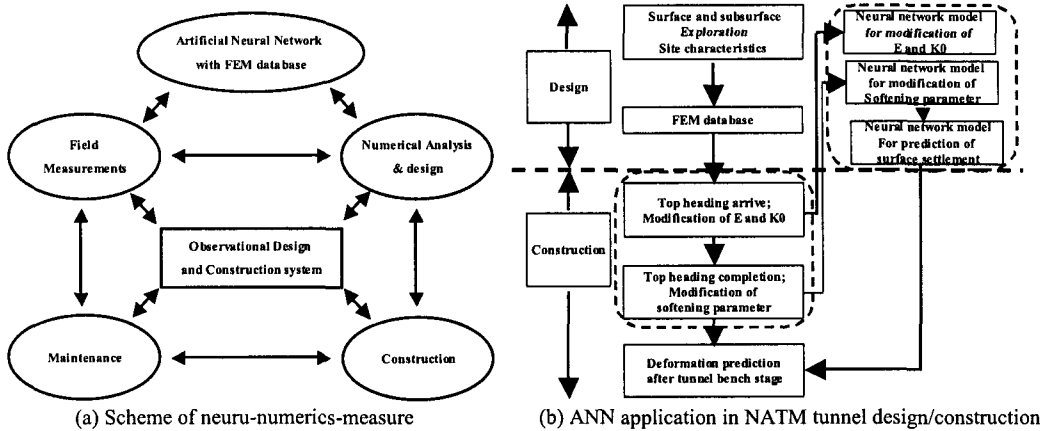 Artificial Neural Network
with FEM database
Field
Measurements
Numerical Analysis
& design
Observational Design
and Construction system
Maintenance
Construction
(a) Scheme of neuru-numerics-measure
Design
Construction
Surface and subsurface
Exploration
Site characteristics
FEM database
Top heading arrive;
Modification of E and K0
Top heading completion;
Modification of
softening parameter
Deformation prediction
after tunnel bench stage
Neural network model
for modification of
E and K0
Neural network model
for modification of
Softening parameter
Neural network model
For prediction of
surface settlement
(b) ANN application in NATM tunnel design/construction